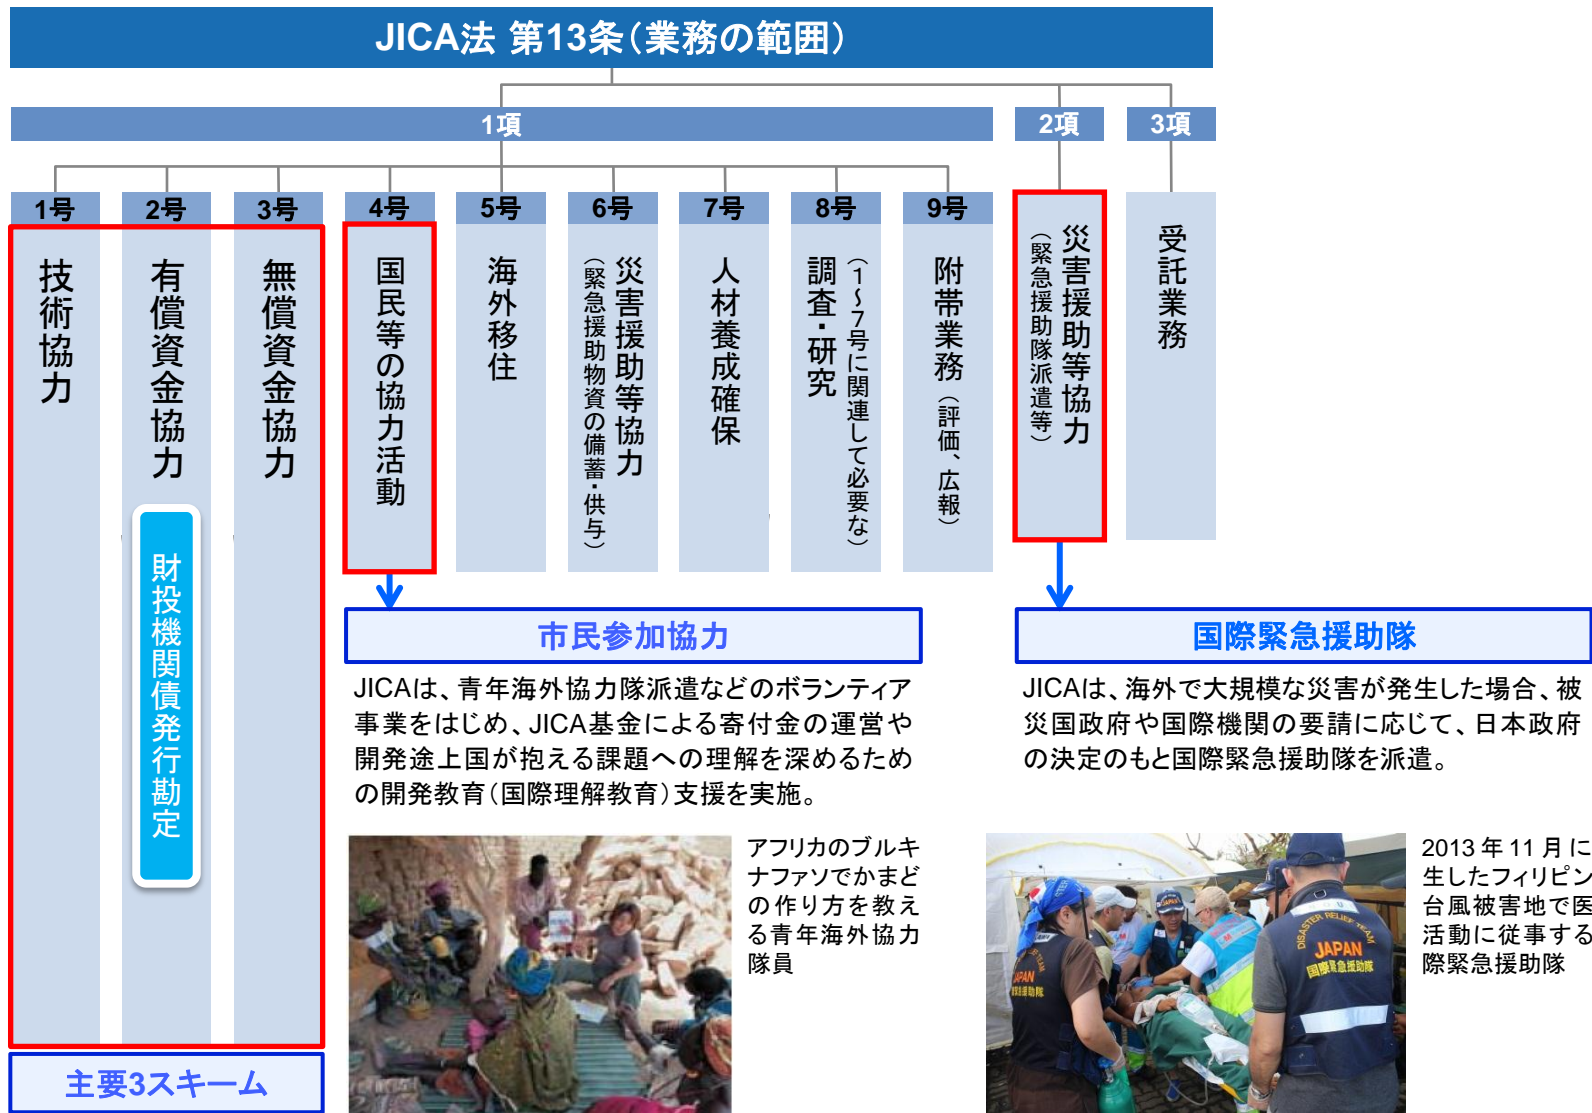 JICA法 第13条（業務の範囲）
1項
2項
3項
1号
2号
3号
4号
5号
6号
7号
8号
9号
技術協力
有償資金協力
無償資金協力
国民等の協力活動
海外移住
災害援助等協力
（緊急援助物資の備蓄・供与）
人材養成確保
（1～7号に関連して必要な）
調査・研究
附帯業務（評価、広報）
災害援助等協力
（緊急援助隊派遣等）
受託業務
財投機関債発行勘定
主要3スキーム
市民参加協力
JICAは、青年海外協力隊派遣などのボランティア
事業をはじめ、JICA基金による寄付金の運営や
開発途上国が抱える課題への理解を深めるため
の開発教育（国際理解教育）支援を実施。
アフリカのブルキ
ナファソでかまど
の作り方を教え
る青年海外協力
隊員
国際緊急援助隊
JICAは、海外で大規模な災害が発生した場合、被
災国政府や国際機関の要請に応じて、日本政府
の決定のもと国際緊急援助隊を派遣。
2013年11月に
生したフィリピン
台風被害地で医
活動に従事する
際緊急援助隊
DISASTER RELIEF TEAM
JAPAN
国際緊急援助隊
JAPAN